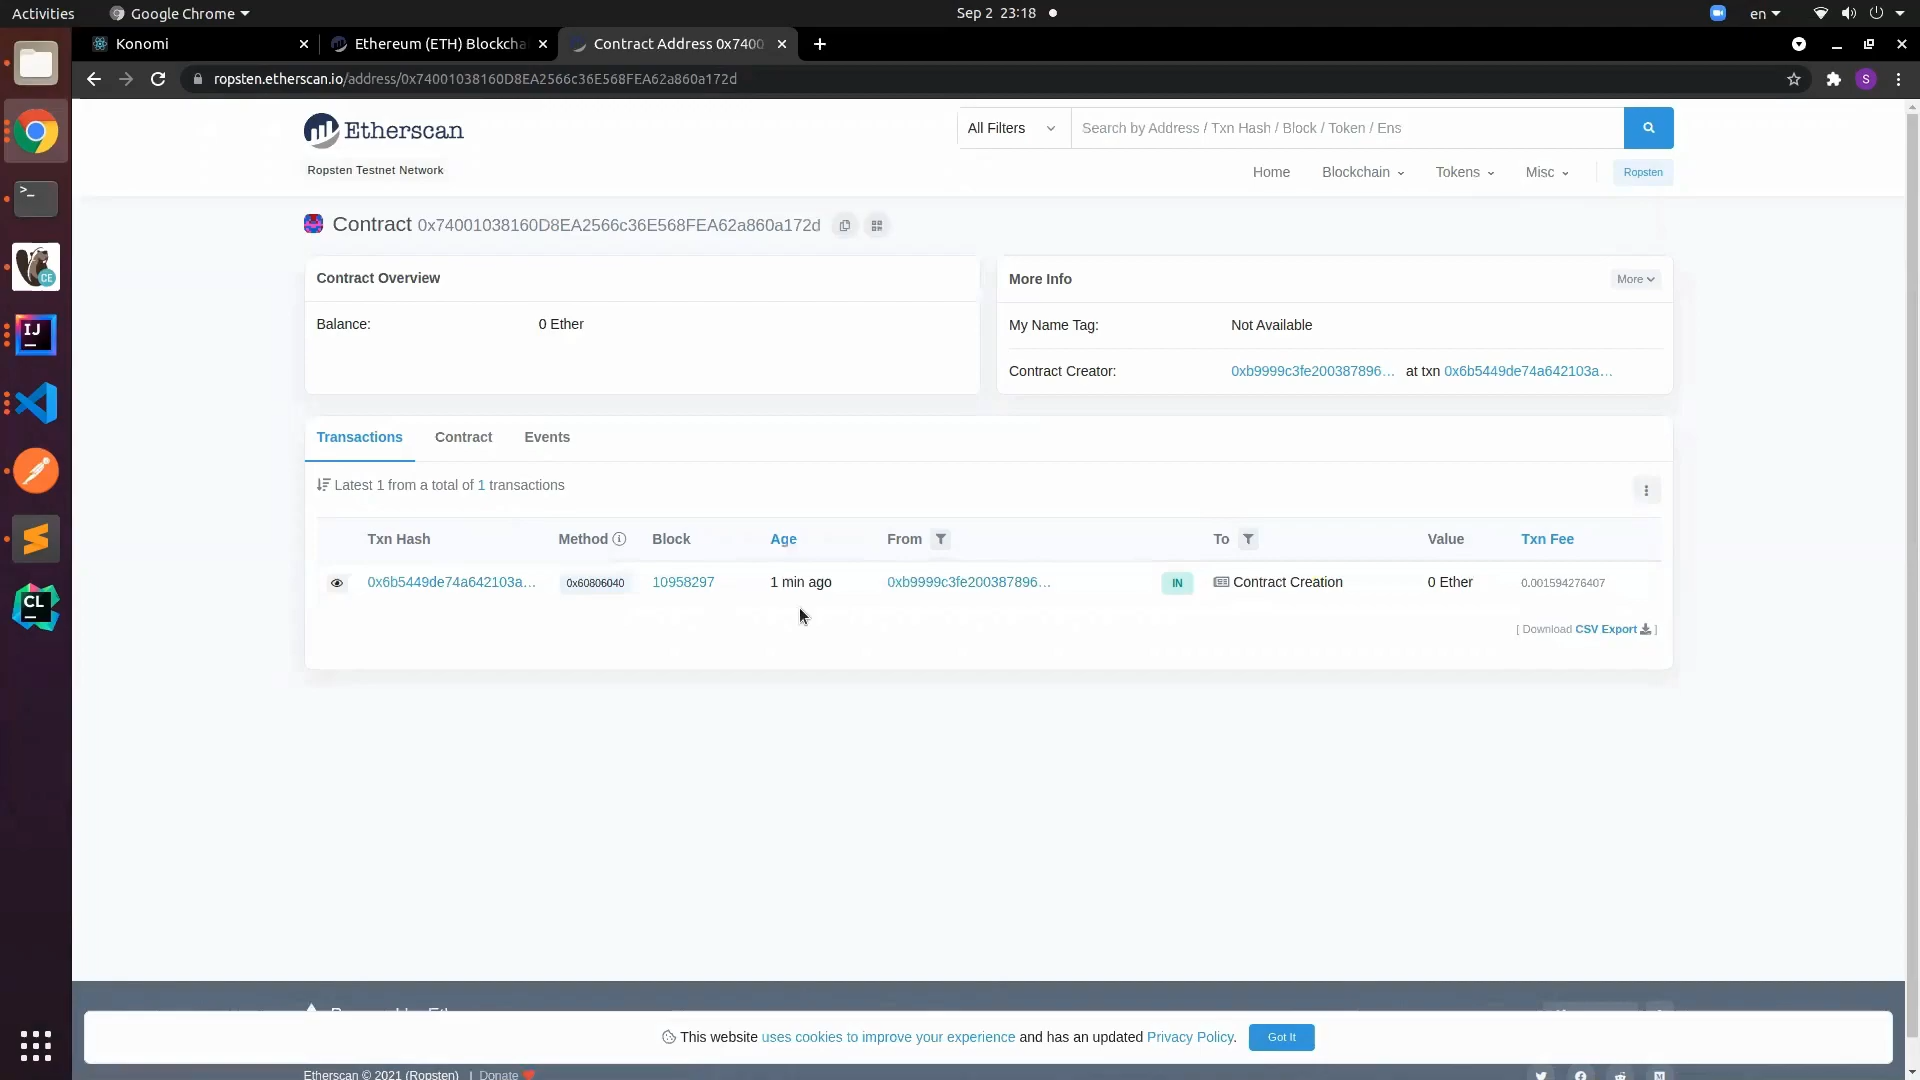 Activities
Google Chrome
Sep 2 23:18
en
Konomi
Ethereum (ETH) Blockcha
Contract Address 0x7400
ropsten.etherscan.io/address/0x74001038160D8EA2566c36E568FEA62a860a172d
S
Etherscan
All Filters
Search by Address / Txn Hash / Block / Token / Ens
Ropsten Testnet Network
Home
Blockchain
Tokens
Misc
Ropsten
Contract 0x74001038160D8EA2566c36E568FEA62a860a172d
Contract Overview
Balance:
0 Ether
More Info
More
My Name Tag:
Not Available
Contract Creator:
0xb9999c3fe200387896… at txn 0x6b5449de74a642103a…
Transactions
Contract
Events
Latest 1 from a total of 1 transactions
Txn Hash
Method
Block
Age
From
To
Value
Txn Fee
0x6b5449de74a642103a…
0x60806040
10958297
1 min ago
0xb9999c3fe200387896…
IN
Contract Creation
0 Ether
0.001594276407
[ Download CSV Export ]
This website uses cookies to improve your experience and has an updated Privacy Policy.
Got It
Etherscan © 2021 (Ropsten) | Donate
>_
CE
IJ
CL